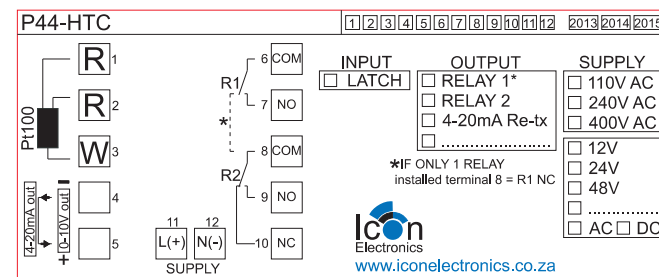 P44-HTC
1 2 3 4 5 6 7 8 9 10 11 12 2013 2014 2015
Pt100
R 1
R 2
W 3
4
5
4-20mA out
0-10V out
-
+
R1
*
R2
6 COM
7 NO
8 COM
9 NO
10 NC
11 12
L(+) N(-)
SUPPLY
INPUT
LATCH
OUTPUT
RELAY 1*
RELAY 2
4-20mA Re-tx
.................
*IF ONLY 1 RELAY
installed terminal 8 = R1 NC
SUPPLY
110V AC
240V AC
400V AC
12V
24V
48V
..............
AC DC
Icon
Electronics
www.iconelectronics.co.za